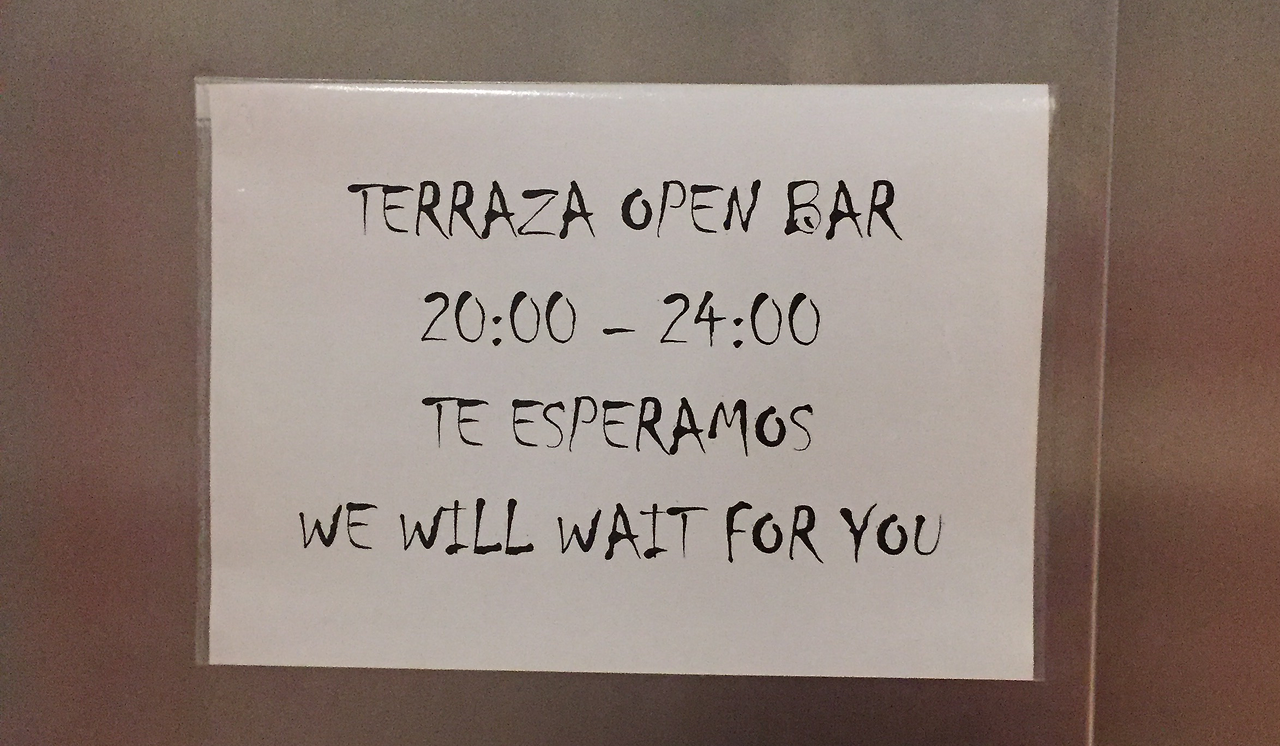 TERRAZA OPEN BAR
20:00 - 24:00
TE ESPERAMOS
WE WILL WAIT FOR YOU